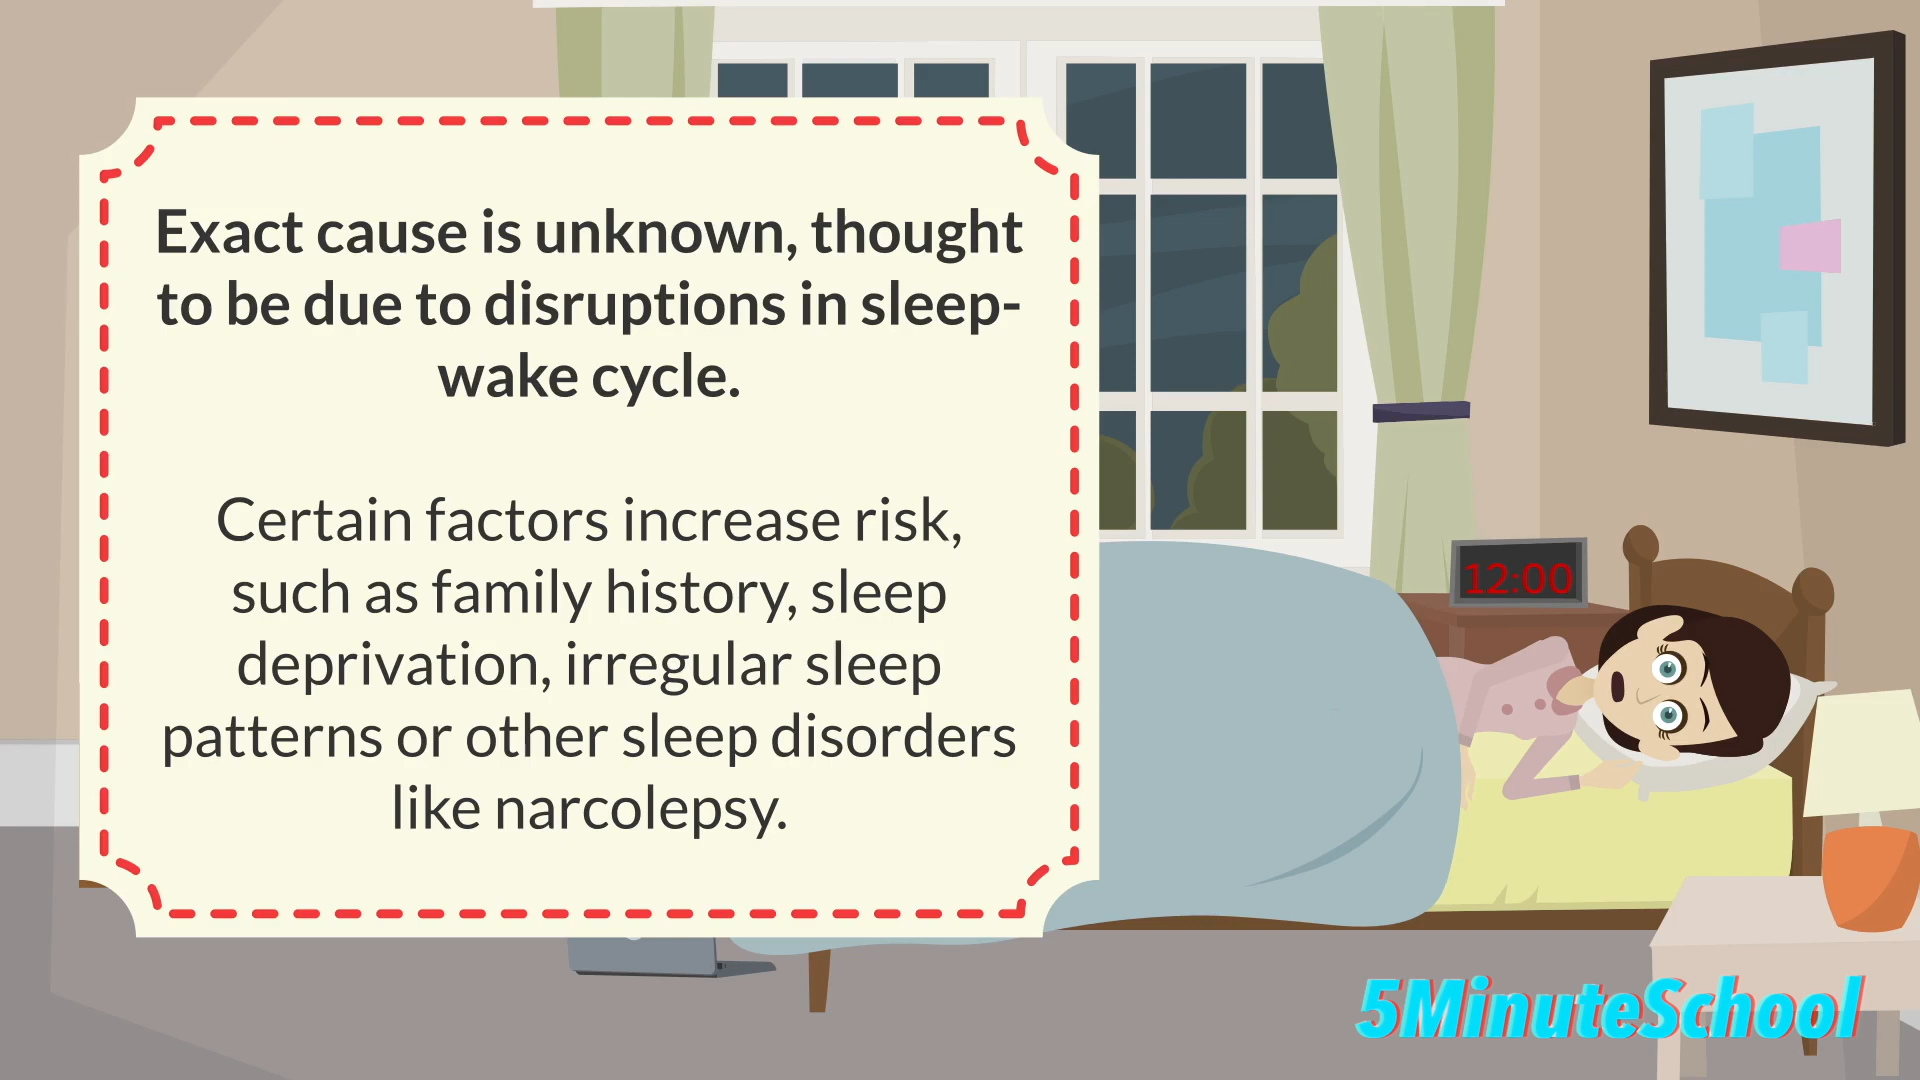 Exact cause is unknown, thought
to be due to disruptions in sleep-
wake cycle.
Certain factors increase risk,
such as family history, sleep
deprivation, irregular sleep
patterns or other sleep disorders
like narcolepsy.
12:00
5MinuteSchool